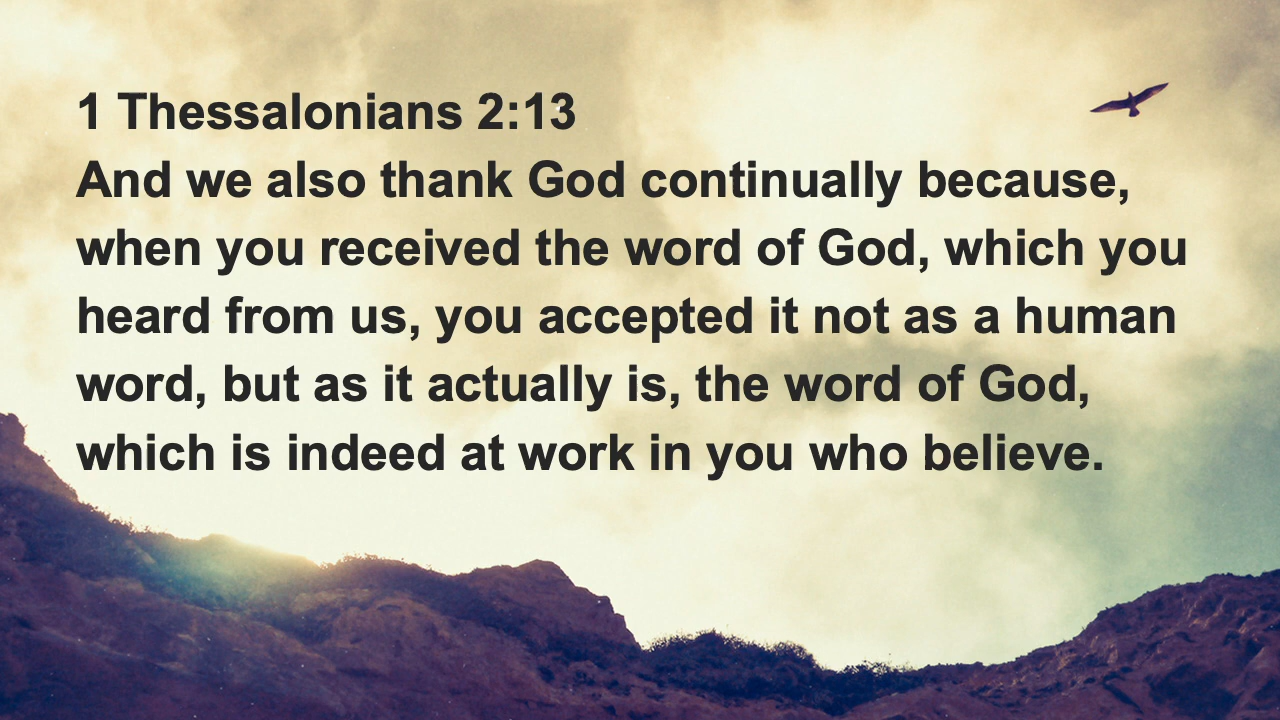 1 Thessalonians 2:13
And we also thank God continually because,
when you received the word of God, which you
heard from us, you accepted it not as a human
word, but as it actually is, the word of God,
which is indeed at work in you who believe.